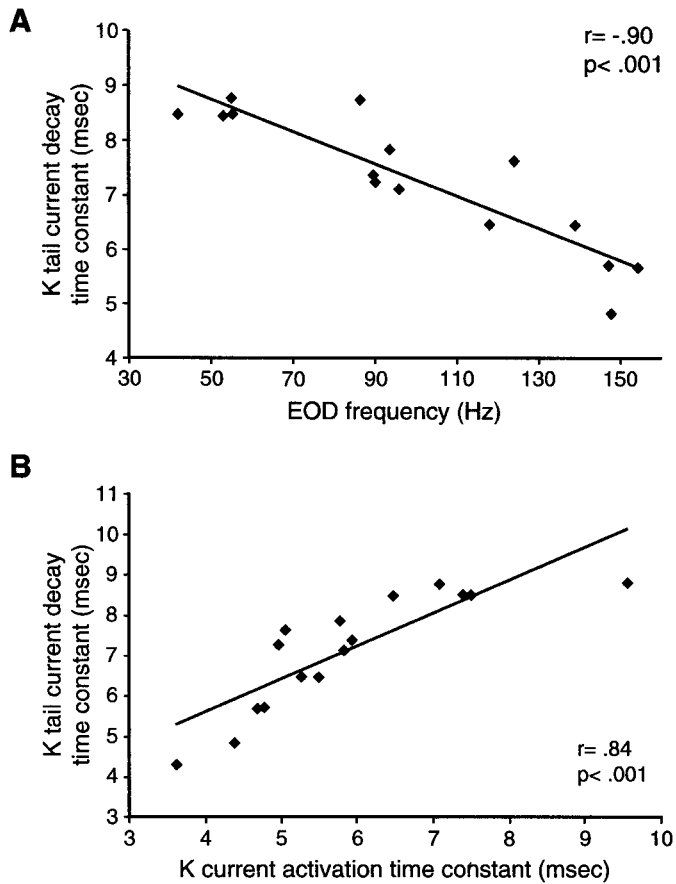 A
r= -.90
p< .001
K tail current decay
time constant (msec)
10
9
8
7
6
5
4
30 50 70 90 110 130 150
EOD frequency (Hz)
B
K tail current decay
time constant (msec)
11
10
9
8
7
6
5
4
3
r= .84
p< .001
3 4 5 6 7 8 9 10
K current activation time constant (msec)